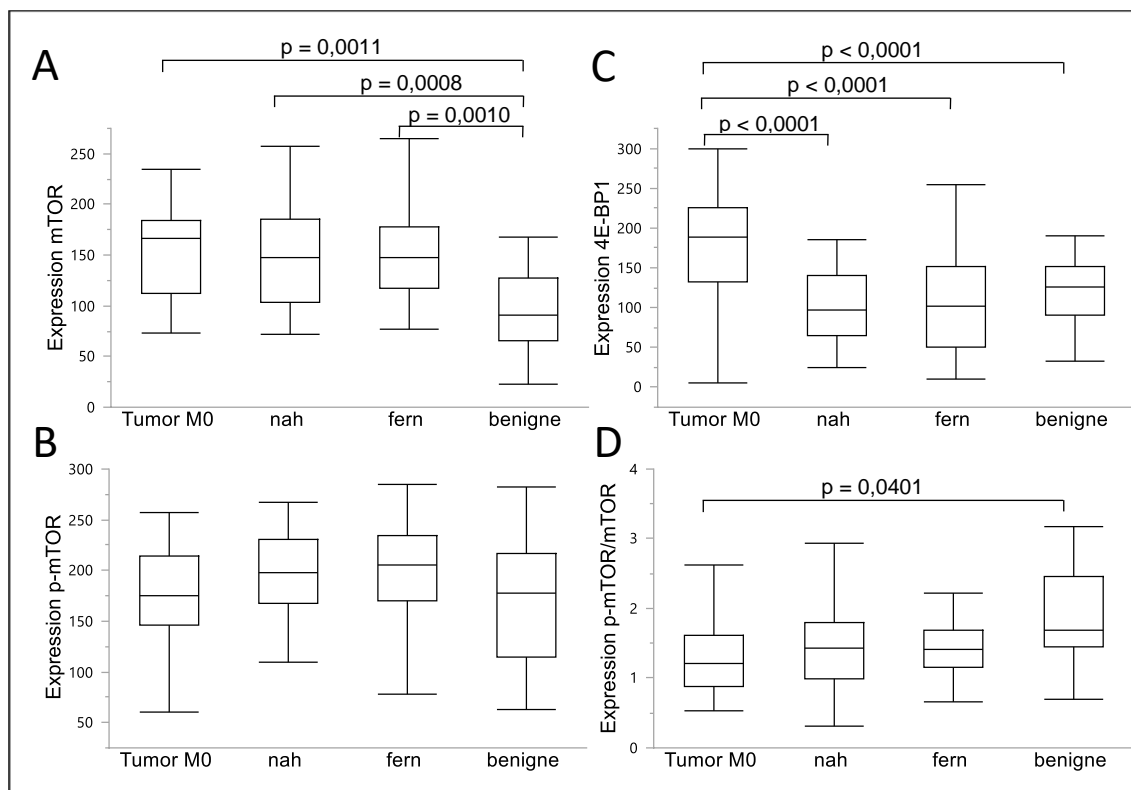 A
p = 0,0011
p = 0,0008
p = 0,0010
Expression mTOR
250
200
150
100
50
0
Tumor M0 nah fern benigne
C
p < 0,0001
p < 0,0001
p < 0,0001
Expression 4E-BP1
300
250
200
150
100
50
0
Tumor M0 nah fern benigne
B
Expression p-mTOR
300
250
200
150
100
50
Tumor M0 nah fern benigne
D
p = 0,0401
Expression p-mTOR/mTOR
4
3
2
1
0
Tumor M0 nah fern benigne